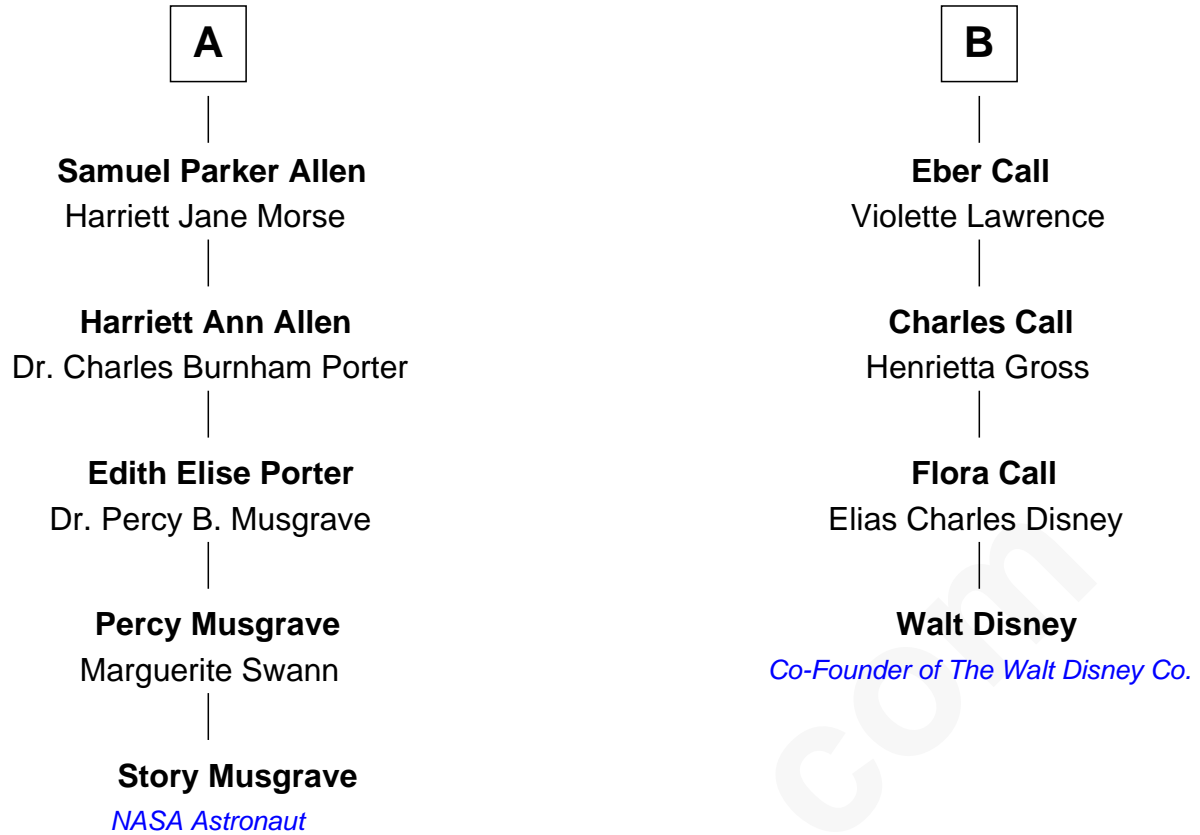 A
Samuel Parker Allen
Harriett Jane Morse
Harriett Ann Allen
Dr. Charles Burnham Porter
Edith Elise Porter
Dr. Percy B. Musgrave
Percy Musgrave
Marguerite Swann
Story Musgrave
NASA Astronaut
B
Eber Call
Violette Lawrence
Charles Call
Henrietta Gross
Flora Call
Elias Charles Disney
Walt Disney
Co-Founder of The Walt Disney Co.
com